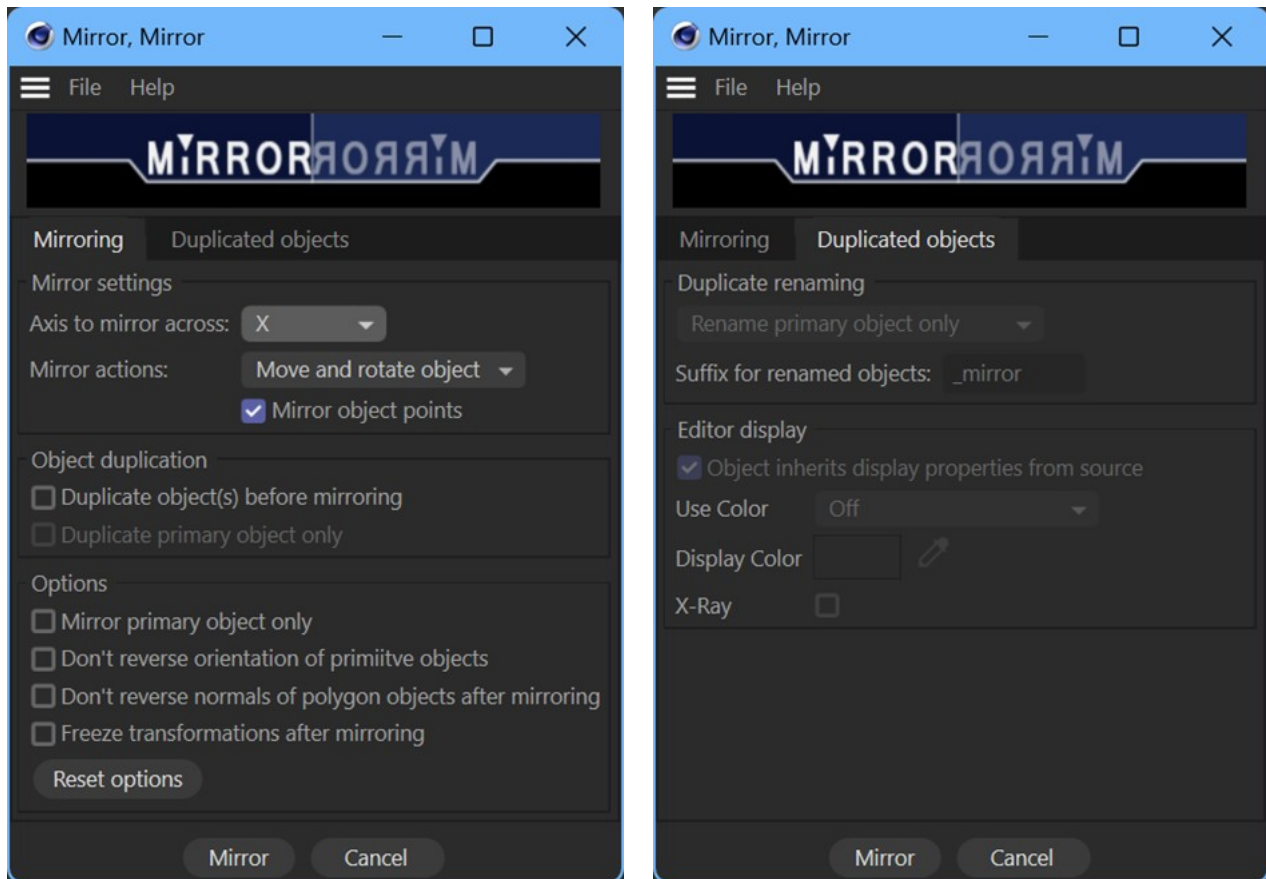 Mirror, Mirror
File Help
MIRRORЯOЯЯIM
Mirroring Duplicated objects
Mirror settings
Axis to mirror across: X
Mirror actions: Move and rotate object
Mirror object points
Object duplication
Duplicate object(s) before mirroring
Duplicate primary object only
Options
Mirror primary object only
Don't reverse orientation of primiitve objects
Don't reverse normals of polygon objects after mirroring
Freeze transformations after mirroring
Reset options
Mirror Cancel
Mirror, Mirror
File Help
MIRRORЯOЯЯIM
Mirroring Duplicated objects
Duplicate renaming
Rename primary object only
Suffix for renamed objects: _mirror
Editor display
Object inherits display properties from source
Use Color Off
Display Color
X-Ray
Mirror Cancel